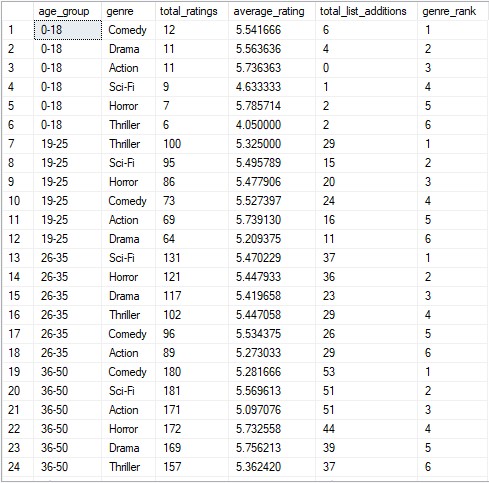 age_group genre total_ratings average_rating total_list_additions genre_rank
1 0-18 Comedy 12 5.541666 6 1
2 0-18 Drama 11 5.563636 4 2
3 0-18 Action 11 5.736363 0 3
4 0-18 Sci-Fi 9 4.633333 1 4
5 0-18 Horror 7 5.785714 2 5
6 0-18 Thriller 6 4.050000 2 6
7 19-25 Thriller 100 5.325000 29 1
8 19-25 Sci-Fi 95 5.495789 15 2
9 19-25 Horror 86 5.477906 20 3
10 19-25 Comedy 73 5.527397 24 4
11 19-25 Action 69 5.739130 16 5
12 19-25 Drama 64 5.209375 11 6
13 26-35 Sci-Fi 131 5.470229 37 1
14 26-35 Horror 121 5.447933 36 2
15 26-35 Drama 117 5.419658 23 3
16 26-35 Thriller 102 5.447058 29 4
17 26-35 Comedy 96 5.534375 26 5
18 26-35 Action 89 5.273033 29 6
19 36-50 Comedy 180 5.281666 53 1
20 36-50 Sci-Fi 181 5.569613 51 2
21 36-50 Action 171 5.097076 51 3
22 36-50 Horror 172 5.732558 44 4
23 36-50 Drama 169 5.756213 39 5
24 36-50 Thriller 157 5.362420 37 6